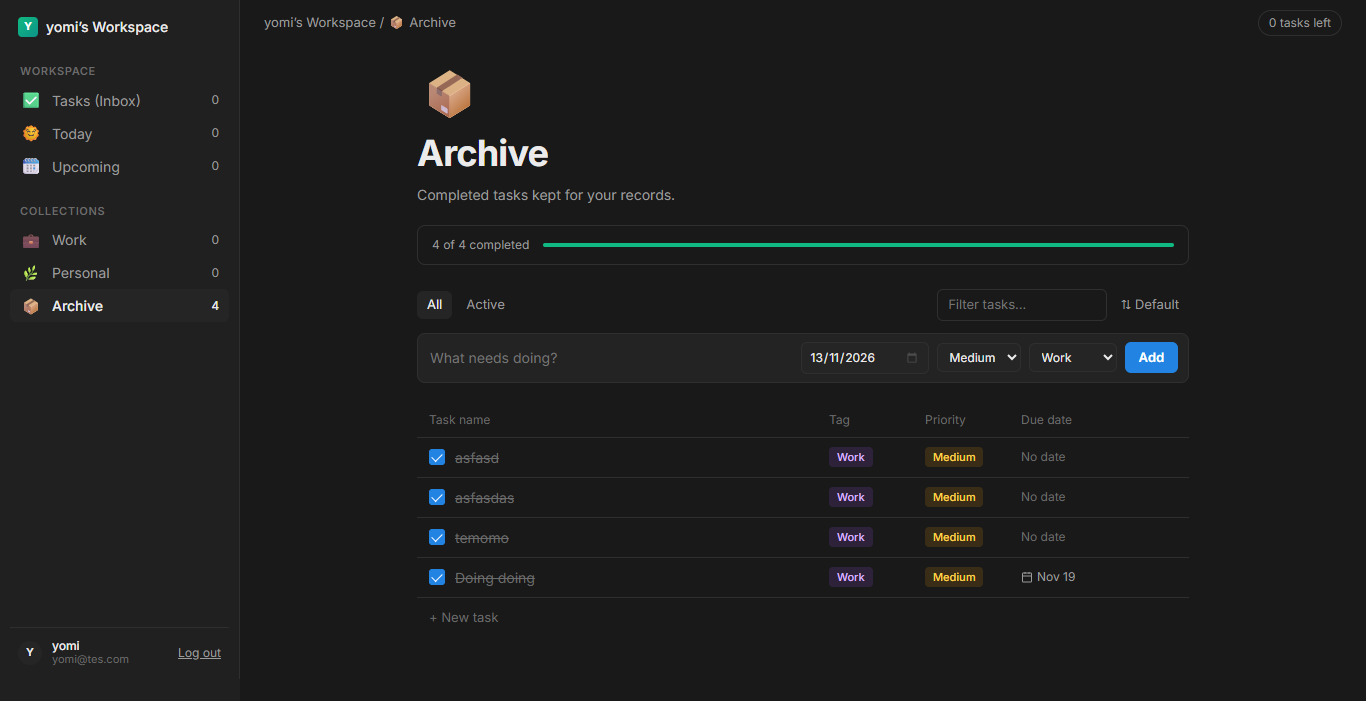 Y yomi's Workspace
WORKSPACE
Tasks (Inbox) 0
Today 0
Upcoming 0
COLLECTIONS
Work 0
Personal 0
Archive 4
Y yomi
yomi@tes.com
Log out
yomi's Workspace / Archive
0 tasks left
Archive
Completed tasks kept for your records.
4 of 4 completed
All Active Filter tasks... ⇅ Default
What needs doing? 13/11/2026 Medium Work Add
Task name Tag Priority Due date
asfasd Work Medium No date
asfasdas Work Medium No date
temomo Work Medium No date
Doing doing Work Medium Nov 19
+ New task